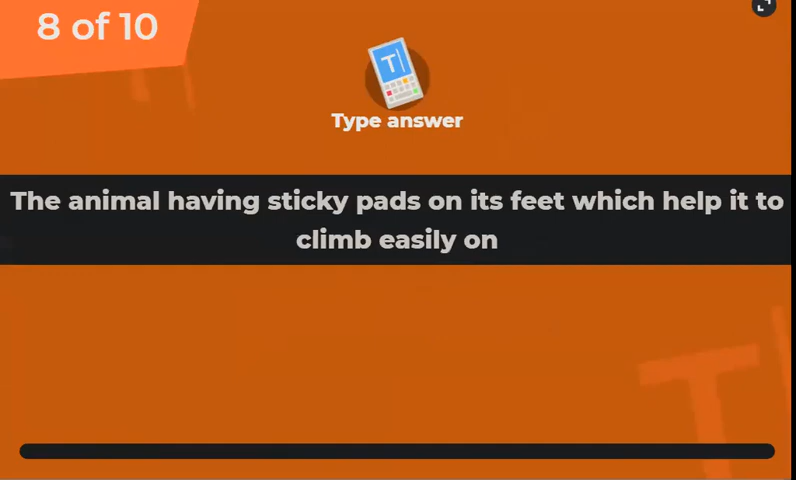 8 of 10
T
Type answer
The animal having sticky pads on its feet which help it to
climb easily on
T